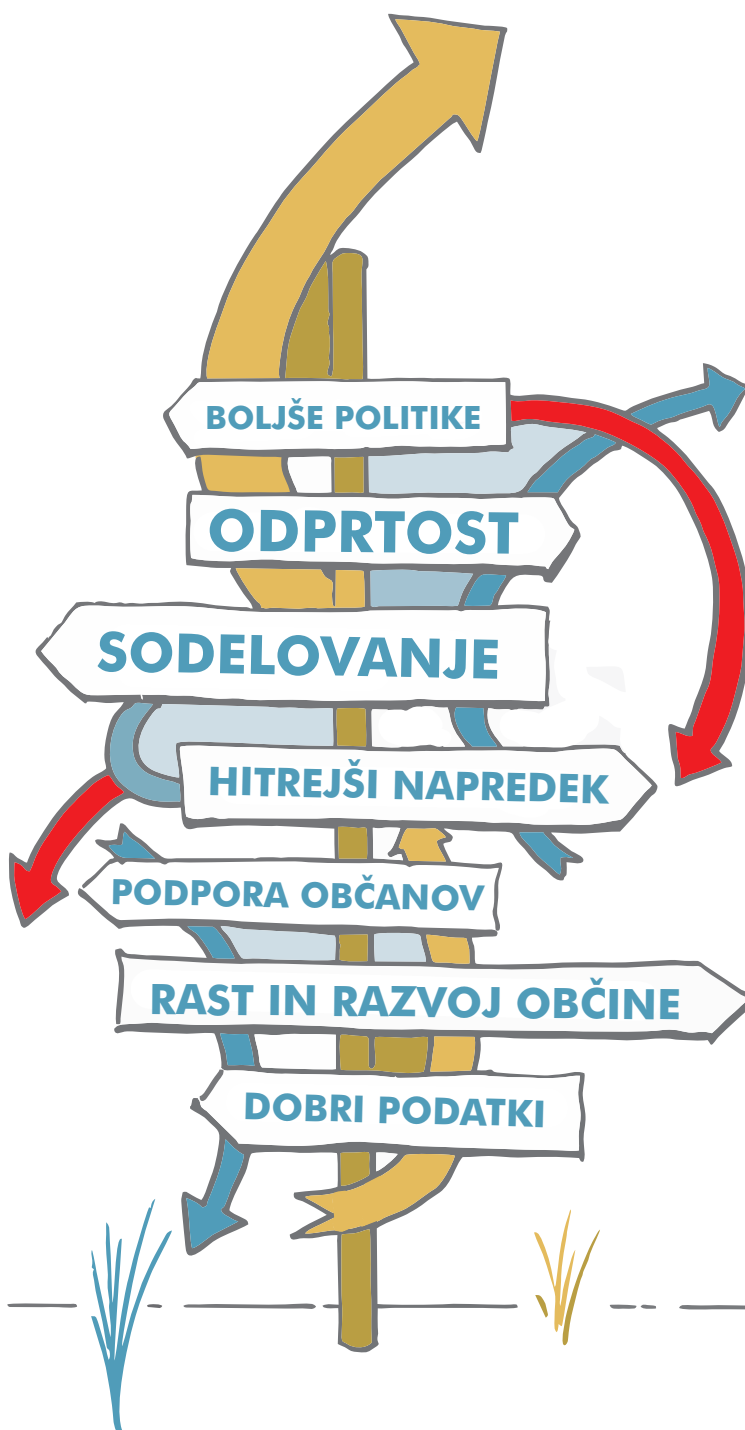 BOLJŠE POLITIKE
ODPRTOST
SODELOVANJE
HITREJŠI NAPREDEK
PODPORA OBČANOV
RAST IN RAZVOJ OBČINE
DOBRI PODATKI